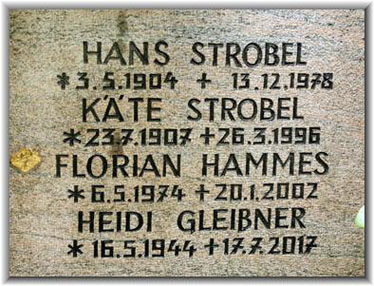 HANS STROBEL
* 3.5.1904 + 13.12.1978
KÄTE STROBEL
* 23.7.1907 + 26.3.1996
FLORIAN HAMMES
* 6.5.1974 + 20.1.2002
HEIDI GLEIßNER
* 16.5.1944 + 17.7.2017